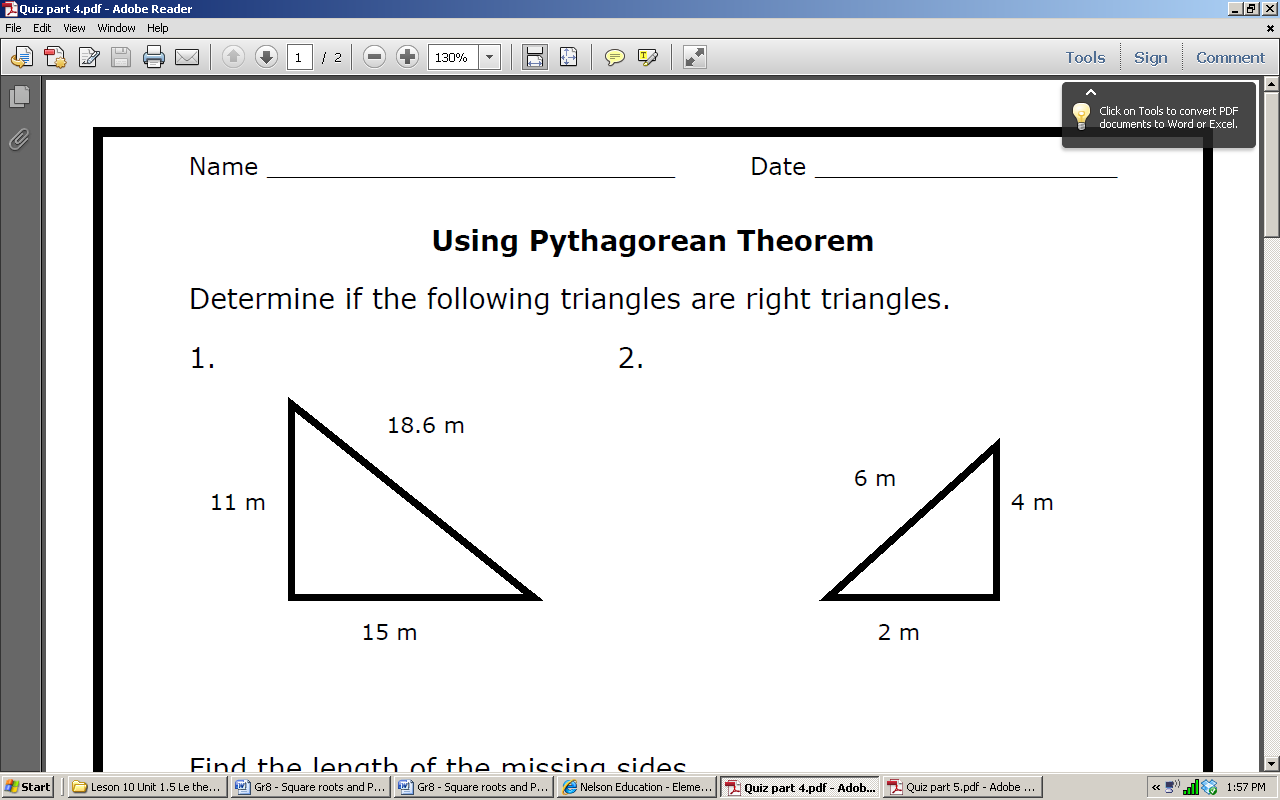 Quiz part 4.pdf - Adobe Reader
File Edit View Window Help
1 / 2 130% Tools Sign Comment
Click on Tools to convert PDF
documents to Word or Excel.
Name ______________________________ Date ______________________
Using Pythagorean Theorem
Determine if the following triangles are right triangles.
1. 2.
18.6 m
11 m
15 m
6 m
4 m
2 m
Find the length of the missing sides
Start Leson 10 Unit 1.5 Le the... Gr8 - Square roots and P... Gr8 - Square roots and P... Nelson Education - Eleme... Quiz part 4.pdf - Adob... Quiz part 5.pdf - Adobe ... « 1:57 PM